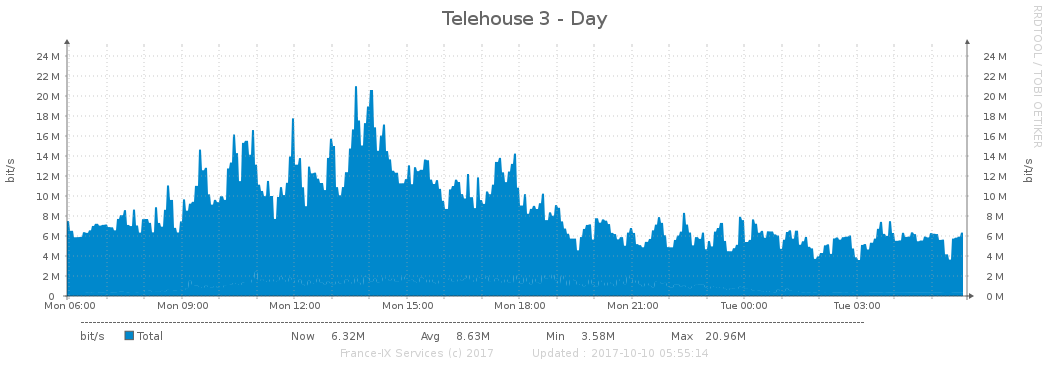 Telehouse 3 - Day
RRDTOOL / TOBI OETIKER
bit/s
24 M 24 M
22 M 22 M
20 M 20 M
18 M 18 M
16 M 16 M
14 M 14 M
12 M 12 M
10 M 10 M
8 M 8 M
6 M 6 M
4 M 4 M
2 M 2 M
0 0 M
bit/s
Mon 06:00 Mon 09:00 Mon 12:00 Mon 15:00 Mon 18:00 Mon 21:00 Tue 00:00 Tue 03:00
bit/s Total Now 6.32M Avg 8.63M Min 3.58M Max 20.96M
France-IX Services (c) 2017 Updated : 2017-10-10 05:55:14